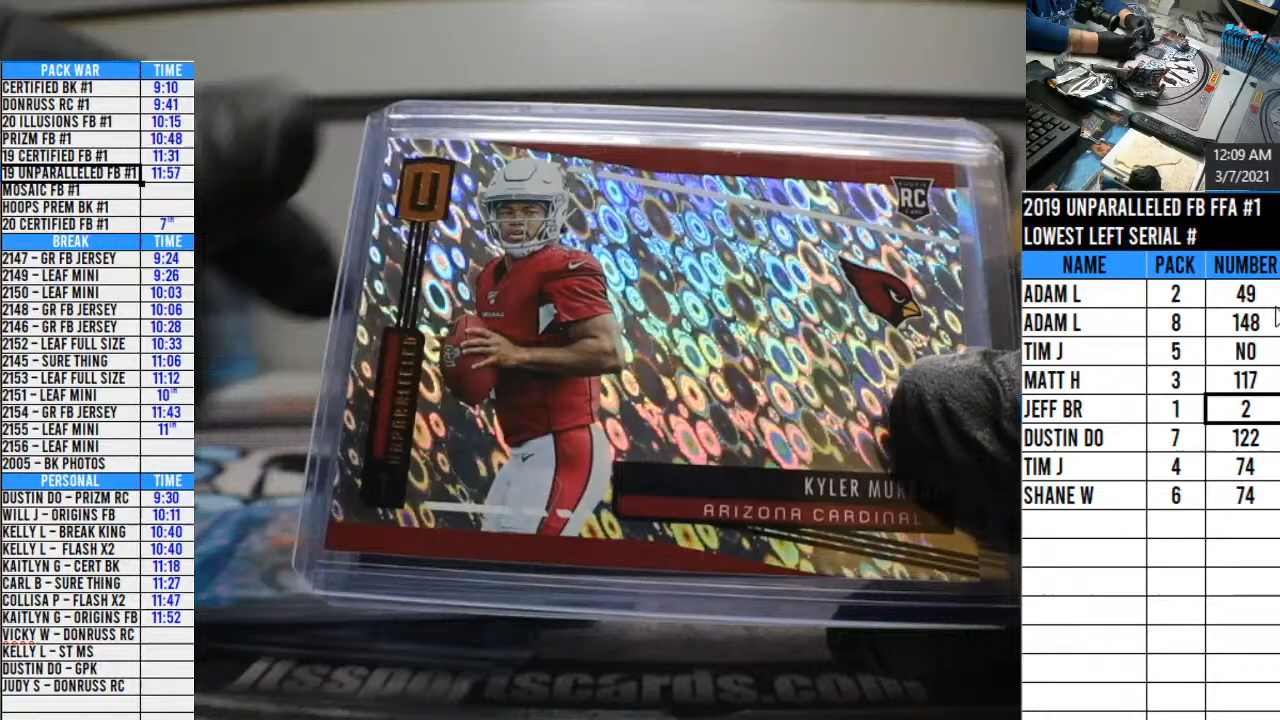 PACK WAR TIME
CERTIFIED BK #1 9:10
DONRUSS RC #1 9:41
20 ILLUSIONS FB #1 10:15
PRIZM FB #1 10:48
19 CERTIFIED FB #1 11:31
19 UNPARALLELED FB #1 11:57
MOSAIC FB #1
HOOPS PREM BK #1
20 CERTIFIED FB #1 7TH
BREAK TIME
2147 - GR FB JERSEY 9:24
2149 - LEAF MINI 9:26
2150 - LEAF MINI 10:03
2148 - GR FB JERSEY 10:06
2146 - GR FB JERSEY 10:28
2152 - LEAF FULL SIZE 10:33
2145 - SURE THING 11:06
2153 - LEAF FULL SIZE 11:12
2151 - LEAF MINI 10TH
2154 - GR FB JERSEY 11:43
2155 - LEAF MINI 11TH
2156 - LEAF MINI
2005 - BK PHOTOS
PERSONAL TIME
DUSTIN DO - PRIZM RC 9:30
WILL J - ORIGINS FB 10:11
KELLY L - BREAK KING 10:40
KELLY L - FLASH X2 10:40
KAITLYN G - CERT BK 11:18
CARL B - SURE THING 11:27
COLLISA P - FLASH X2 11:47
KAITLYN G - ORIGINS FB 11:52
VICKY W - DONRUSS RC
KELLY L - ST MS
DUSTIN DO - GPK
JUDY S - DONRUSS RC
U
UNPARALLELED
RC
KYLER
ARIZONA CARDINAL
jtssportscards.com
12:09 AM
3/7/2021
2019 UNPARALLELED FB FFA #1
LOWEST LEFT SERIAL #
NAME PACK NUMBER
ADAM L 2 49
ADAM L 8 148
TIM J 5 NO
MATT H 3 117
JEFF BR 1 2
DUSTIN DO 7 122
TIM J 4 74
SHANE W 6 74